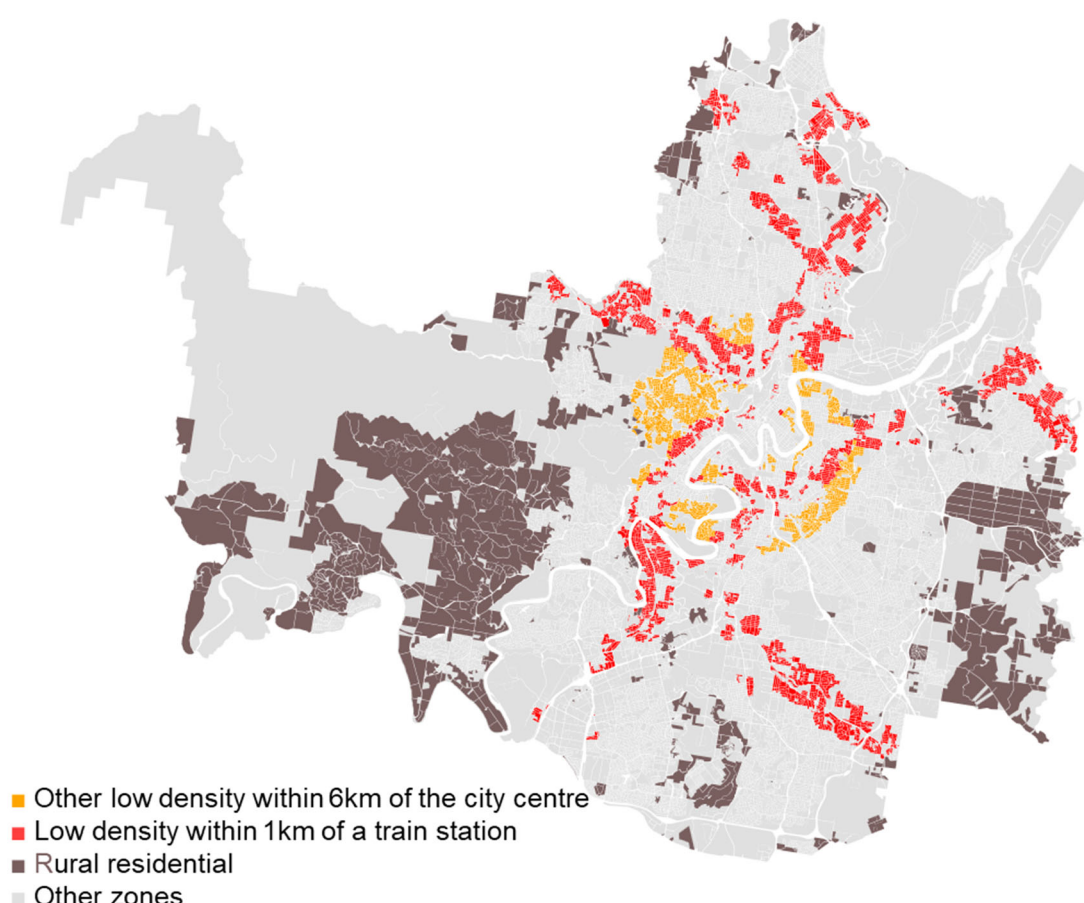 Other low density within 6km of the city centre
Low density within 1km of a train station
Rural residential
Other zones